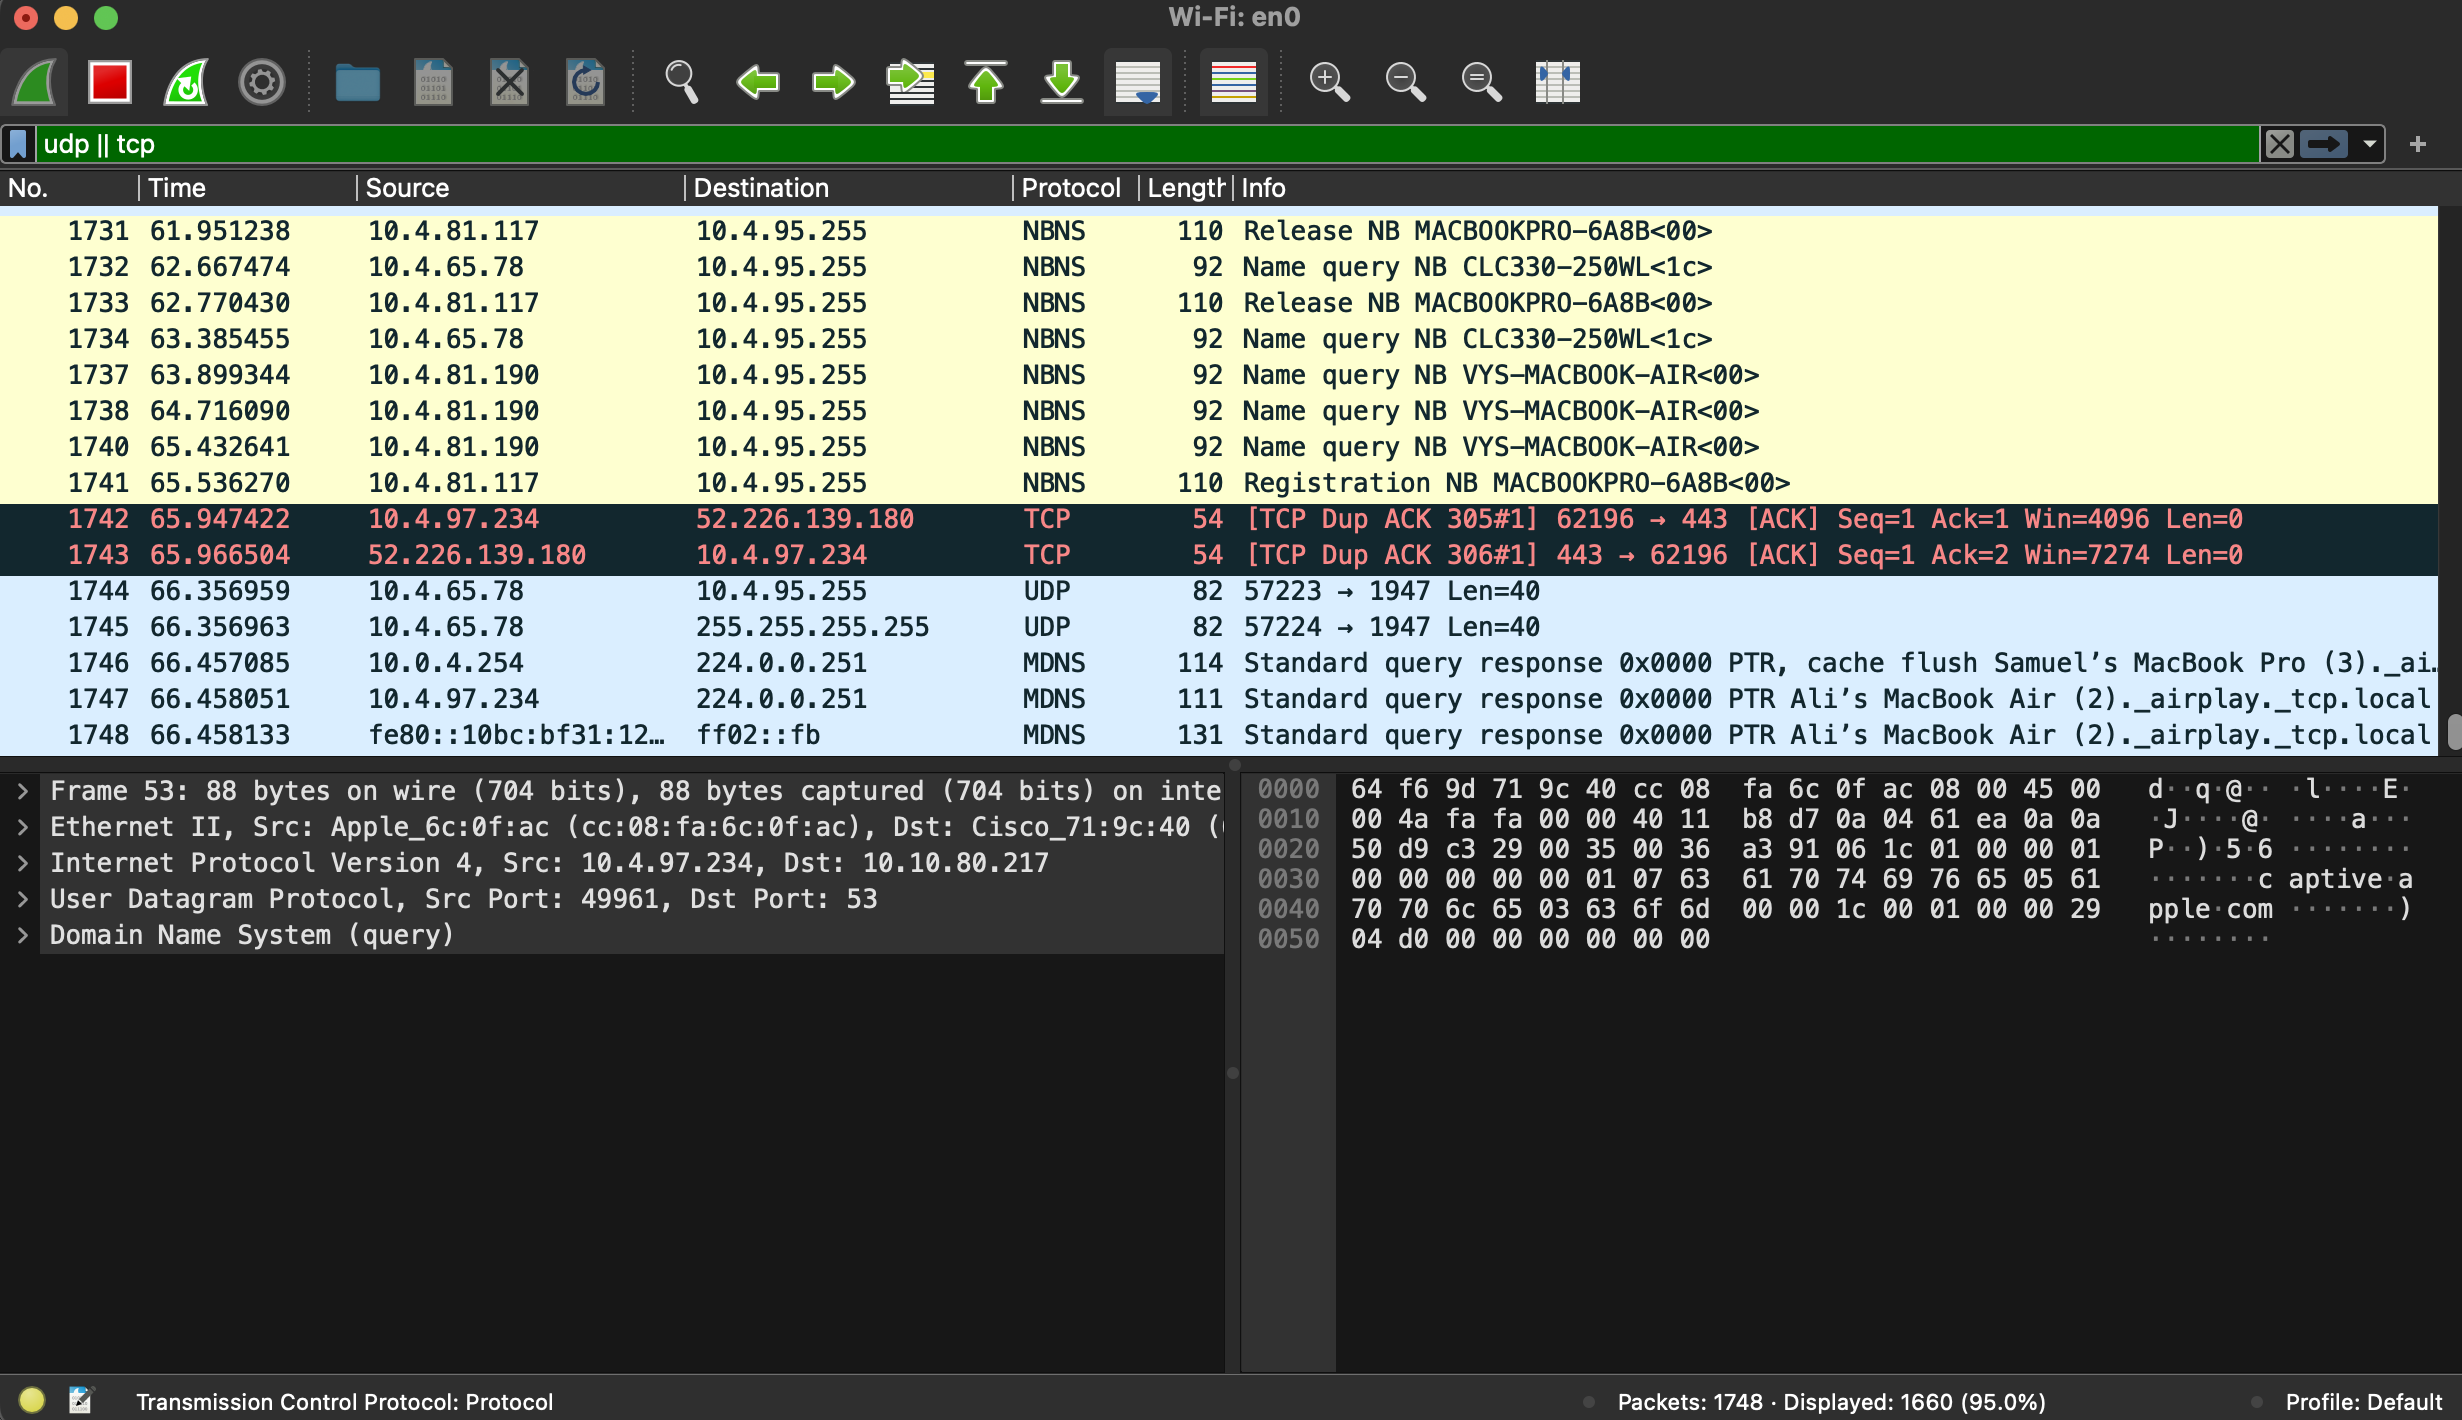 Wi-Fi: en0
udp || tcp
No. Time Source Destination Protocol Length Info
1731 61.951238 10.4.81.117 10.4.95.255 NBNS 110 Release NB MACBOOKPRO-6A8B<00>
1732 62.667474 10.4.65.78 10.4.95.255 NBNS 92 Name query NB CLC330-250WL<1c>
1733 62.770430 10.4.81.117 10.4.95.255 NBNS 110 Release NB MACBOOKPRO-6A8B<00>
1734 63.385455 10.4.65.78 10.4.95.255 NBNS 92 Name query NB CLC330-250WL<1c>
1737 63.899344 10.4.81.190 10.4.95.255 NBNS 92 Name query NB VYS-MACBOOK-AIR<00>
1738 64.716090 10.4.81.190 10.4.95.255 NBNS 92 Name query NB VYS-MACBOOK-AIR<00>
1740 65.432641 10.4.81.190 10.4.95.255 NBNS 92 Name query NB VYS-MACBOOK-AIR<00>
1741 65.536270 10.4.81.117 10.4.95.255 NBNS 110 Registration NB MACBOOKPRO-6A8B<00>
1742 65.947422 10.4.97.234 52.226.139.180 TCP 54 [TCP Dup ACK 305#1] 62196 → 443 [ACK] Seq=1 Ack=1 Win=4096 Len=0
1743 65.966504 52.226.139.180 10.4.97.234 TCP 54 [TCP Dup ACK 306#1] 443 → 62196 [ACK] Seq=1 Ack=2 Win=7274 Len=0
1744 66.356959 10.4.65.78 10.4.95.255 UDP 82 57223 → 1947 Len=40
1745 66.356963 10.4.65.78 255.255.255.255 UDP 82 57224 → 1947 Len=40
1746 66.457085 10.0.4.254 224.0.0.251 MDNS 114 Standard query response 0x0000 PTR, cache flush Samuel’s MacBook Pro (3)._ai…
1747 66.458051 10.4.97.234 224.0.0.251 MDNS 111 Standard query response 0x0000 PTR Ali’s MacBook Air (2)._airplay._tcp.local
1748 66.458133 fe80::10bc:bf31:12… ff02::fb MDNS 131 Standard query response 0x0000 PTR Ali’s MacBook Air (2)._airplay._tcp.local
Frame 53: 88 bytes on wire (704 bits), 88 bytes captured (704 bits) on inte
Ethernet II, Src: Apple_6c:0f:ac (cc:08:fa:6c:0f:ac), Dst: Cisco_71:9c:40 (
Internet Protocol Version 4, Src: 10.4.97.234, Dst: 10.10.80.217
User Datagram Protocol, Src Port: 49961, Dst Port: 53
Domain Name System (query)
0000 64 f6 9d 71 9c 40 cc 08 fa 6c 0f ac 08 00 45 00 d··q·@·· ·l····E·
0010 00 4a fa fa 00 00 40 11 b8 d7 0a 04 61 ea 0a 0a ·J····@· ····a···
0020 50 d9 c3 29 00 35 00 36 a3 91 06 1c 01 00 00 01 P··)·5·6 ········
0030 00 00 00 00 00 01 07 63 61 70 74 69 76 65 05 61 ·······c aptive·a
0040 70 70 6c 65 03 63 6f 6d 00 00 1c 00 01 00 00 29 pple·com ·······)
0050 04 d0 00 00 00 00 00 00 ········
Transmission Control Protocol: Protocol
Packets: 1748 · Displayed: 1660 (95.0%)
Profile: Default